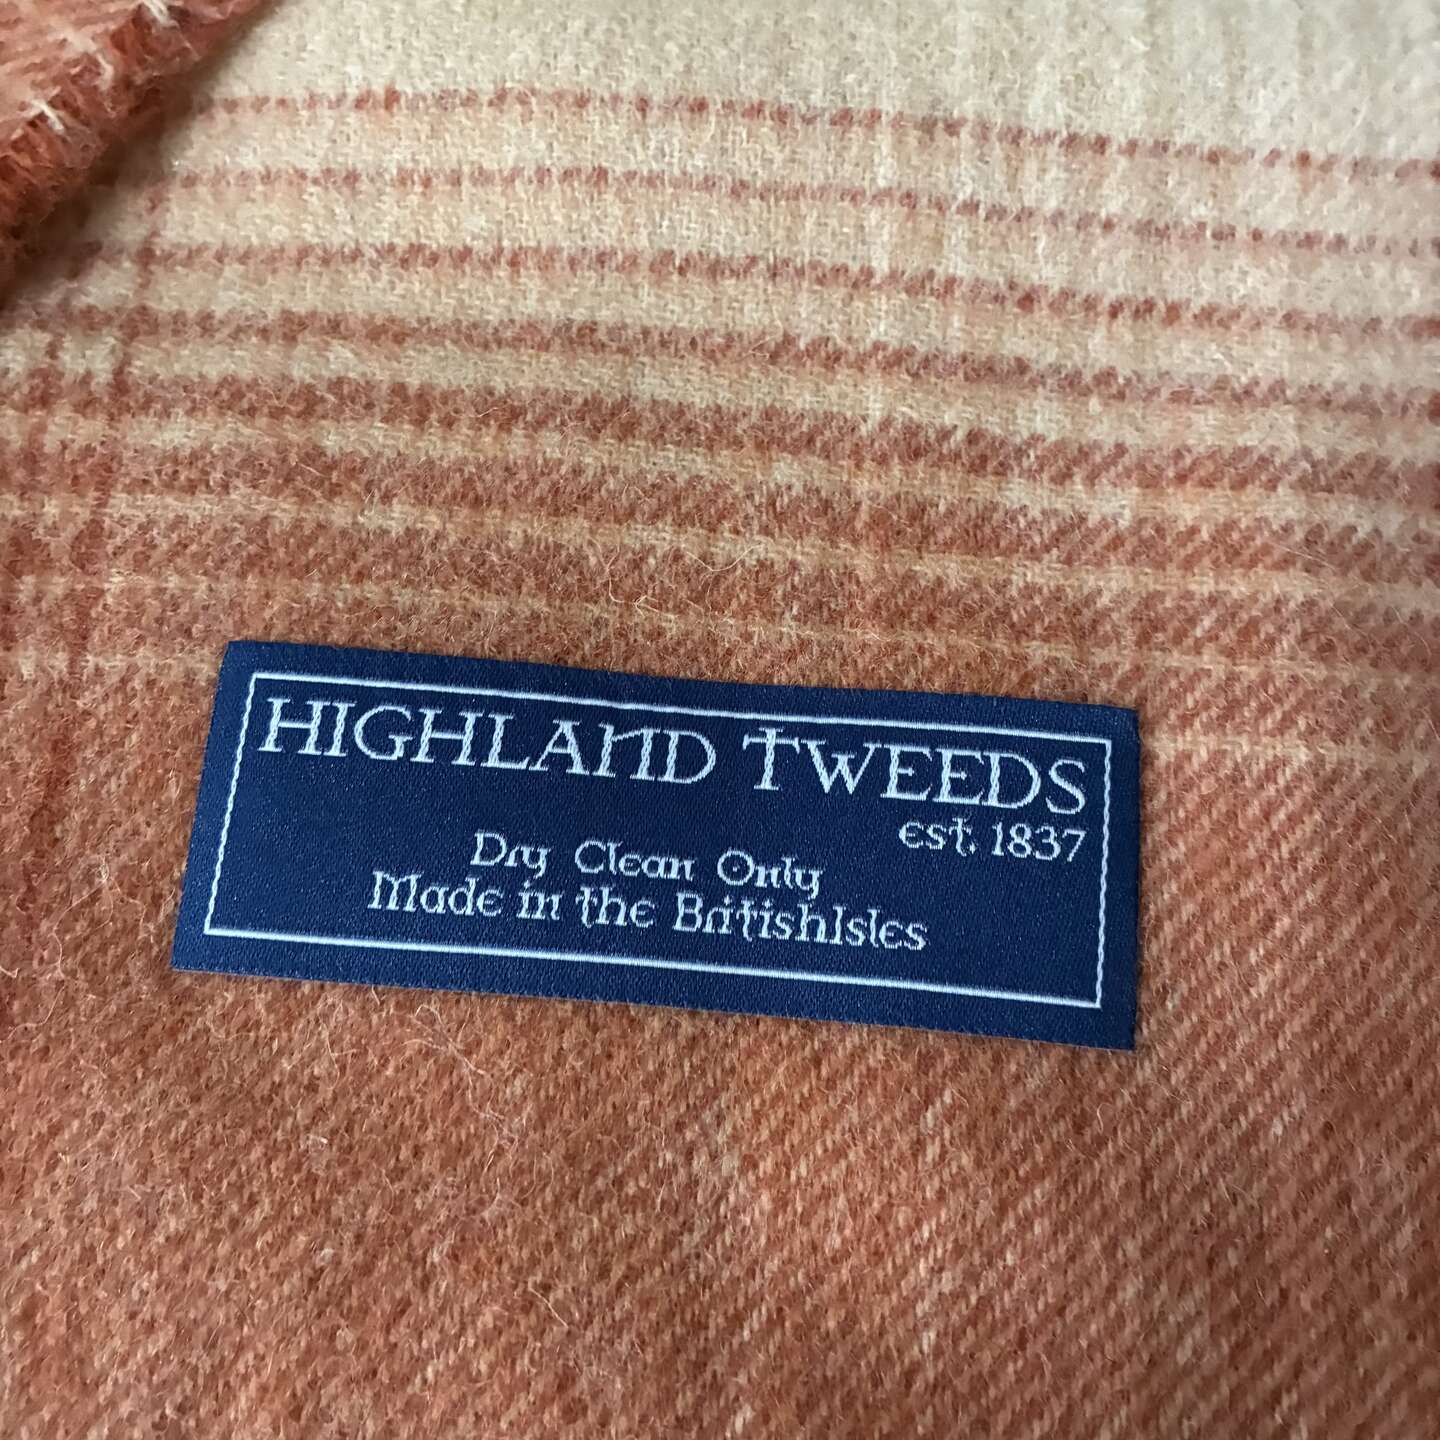 HIGHLAND TWEEDS
est. 1837
Dry Clean Only
Made in the BritishIsles